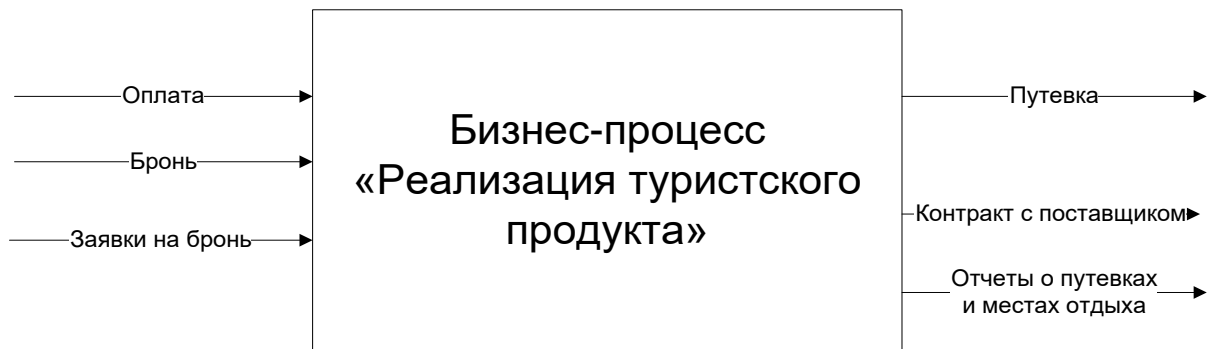 Оплата
Бронь
Заявки на бронь
Бизнес-процесс
«Реализация туристского
продукта»
Путевка
Контракт с поставщиком
Отчеты о путевках
и местах отдыха